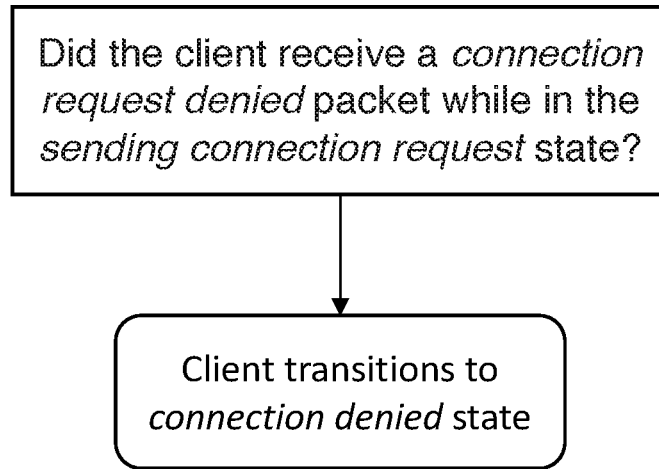 Did the client receive a connection
request denied packet while in the
sending connection request state?
Client transitions to
connection denied state